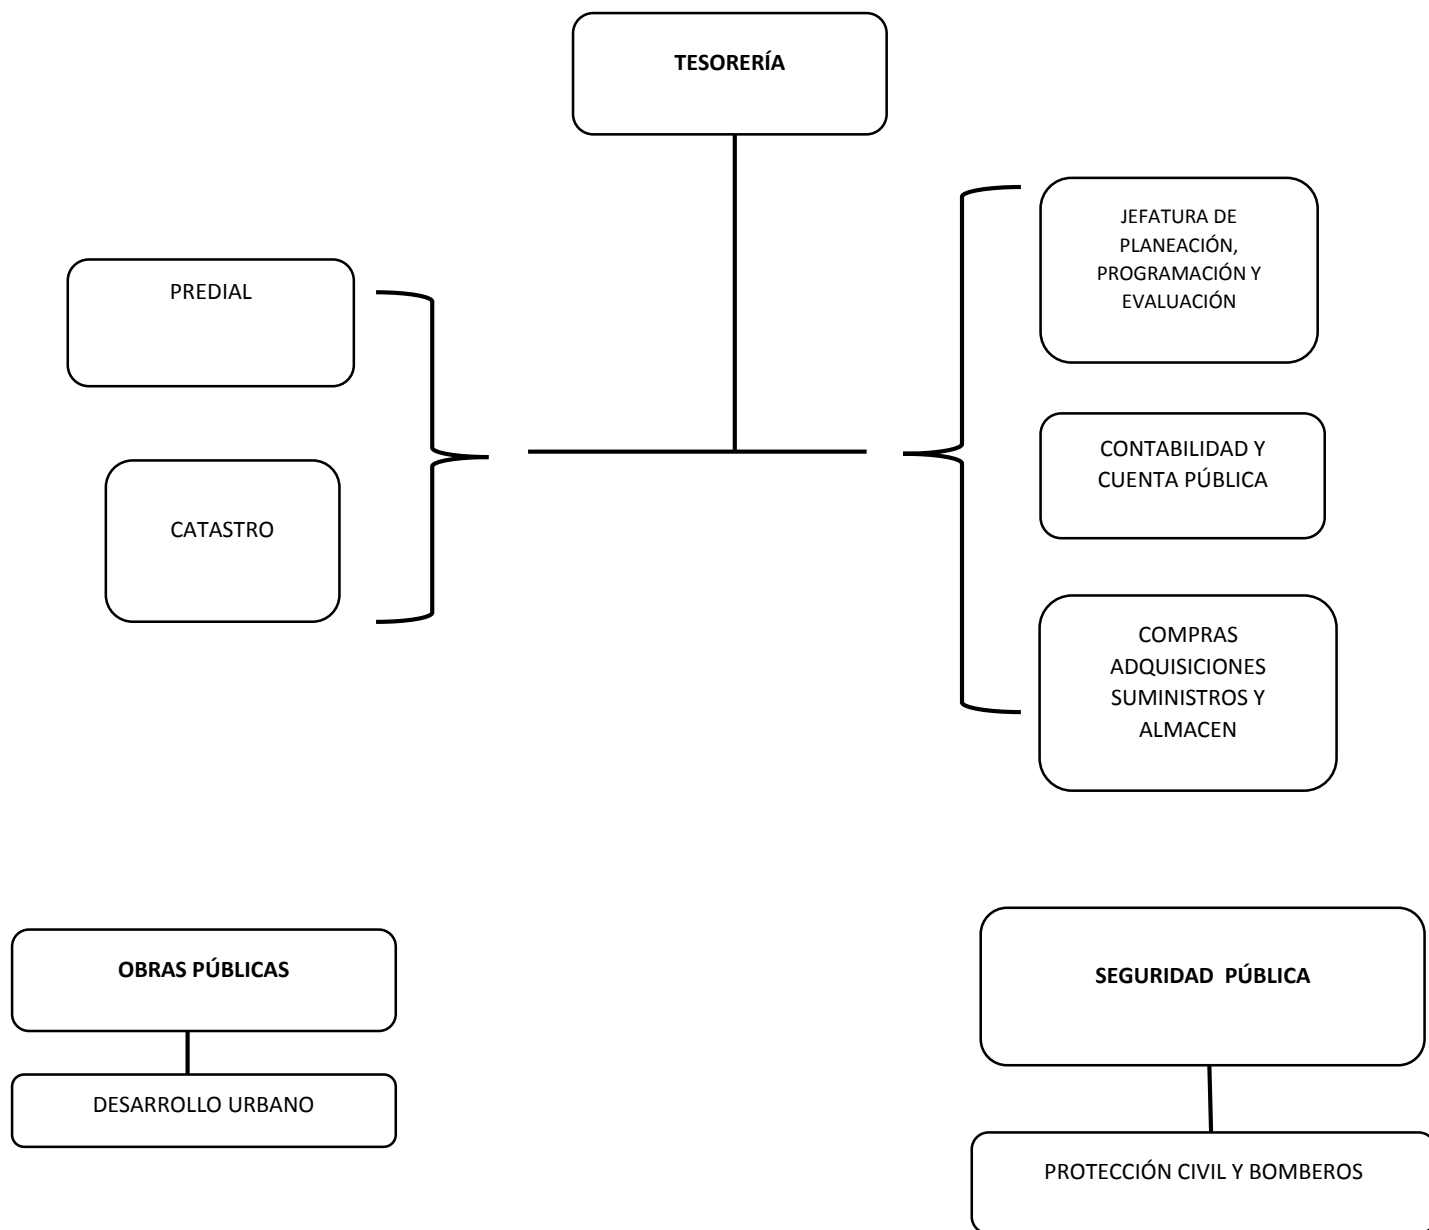 TESORERÍA
PREDIAL
CATASTRO
JEFATURA DE
PLANEACIÓN,
PROGRAMACIÓN Y
EVALUACIÓN
CONTABILIDAD Y
CUENTA PÚBLICA
COMPRAS
ADQUISICIONES
SUMINISTROS Y
ALMACEN
OBRAS PÚBLICAS
DESARROLLO URBANO
SEGURIDAD  PÚBLICA
PROTECCIÓN CIVIL Y BOMBEROS